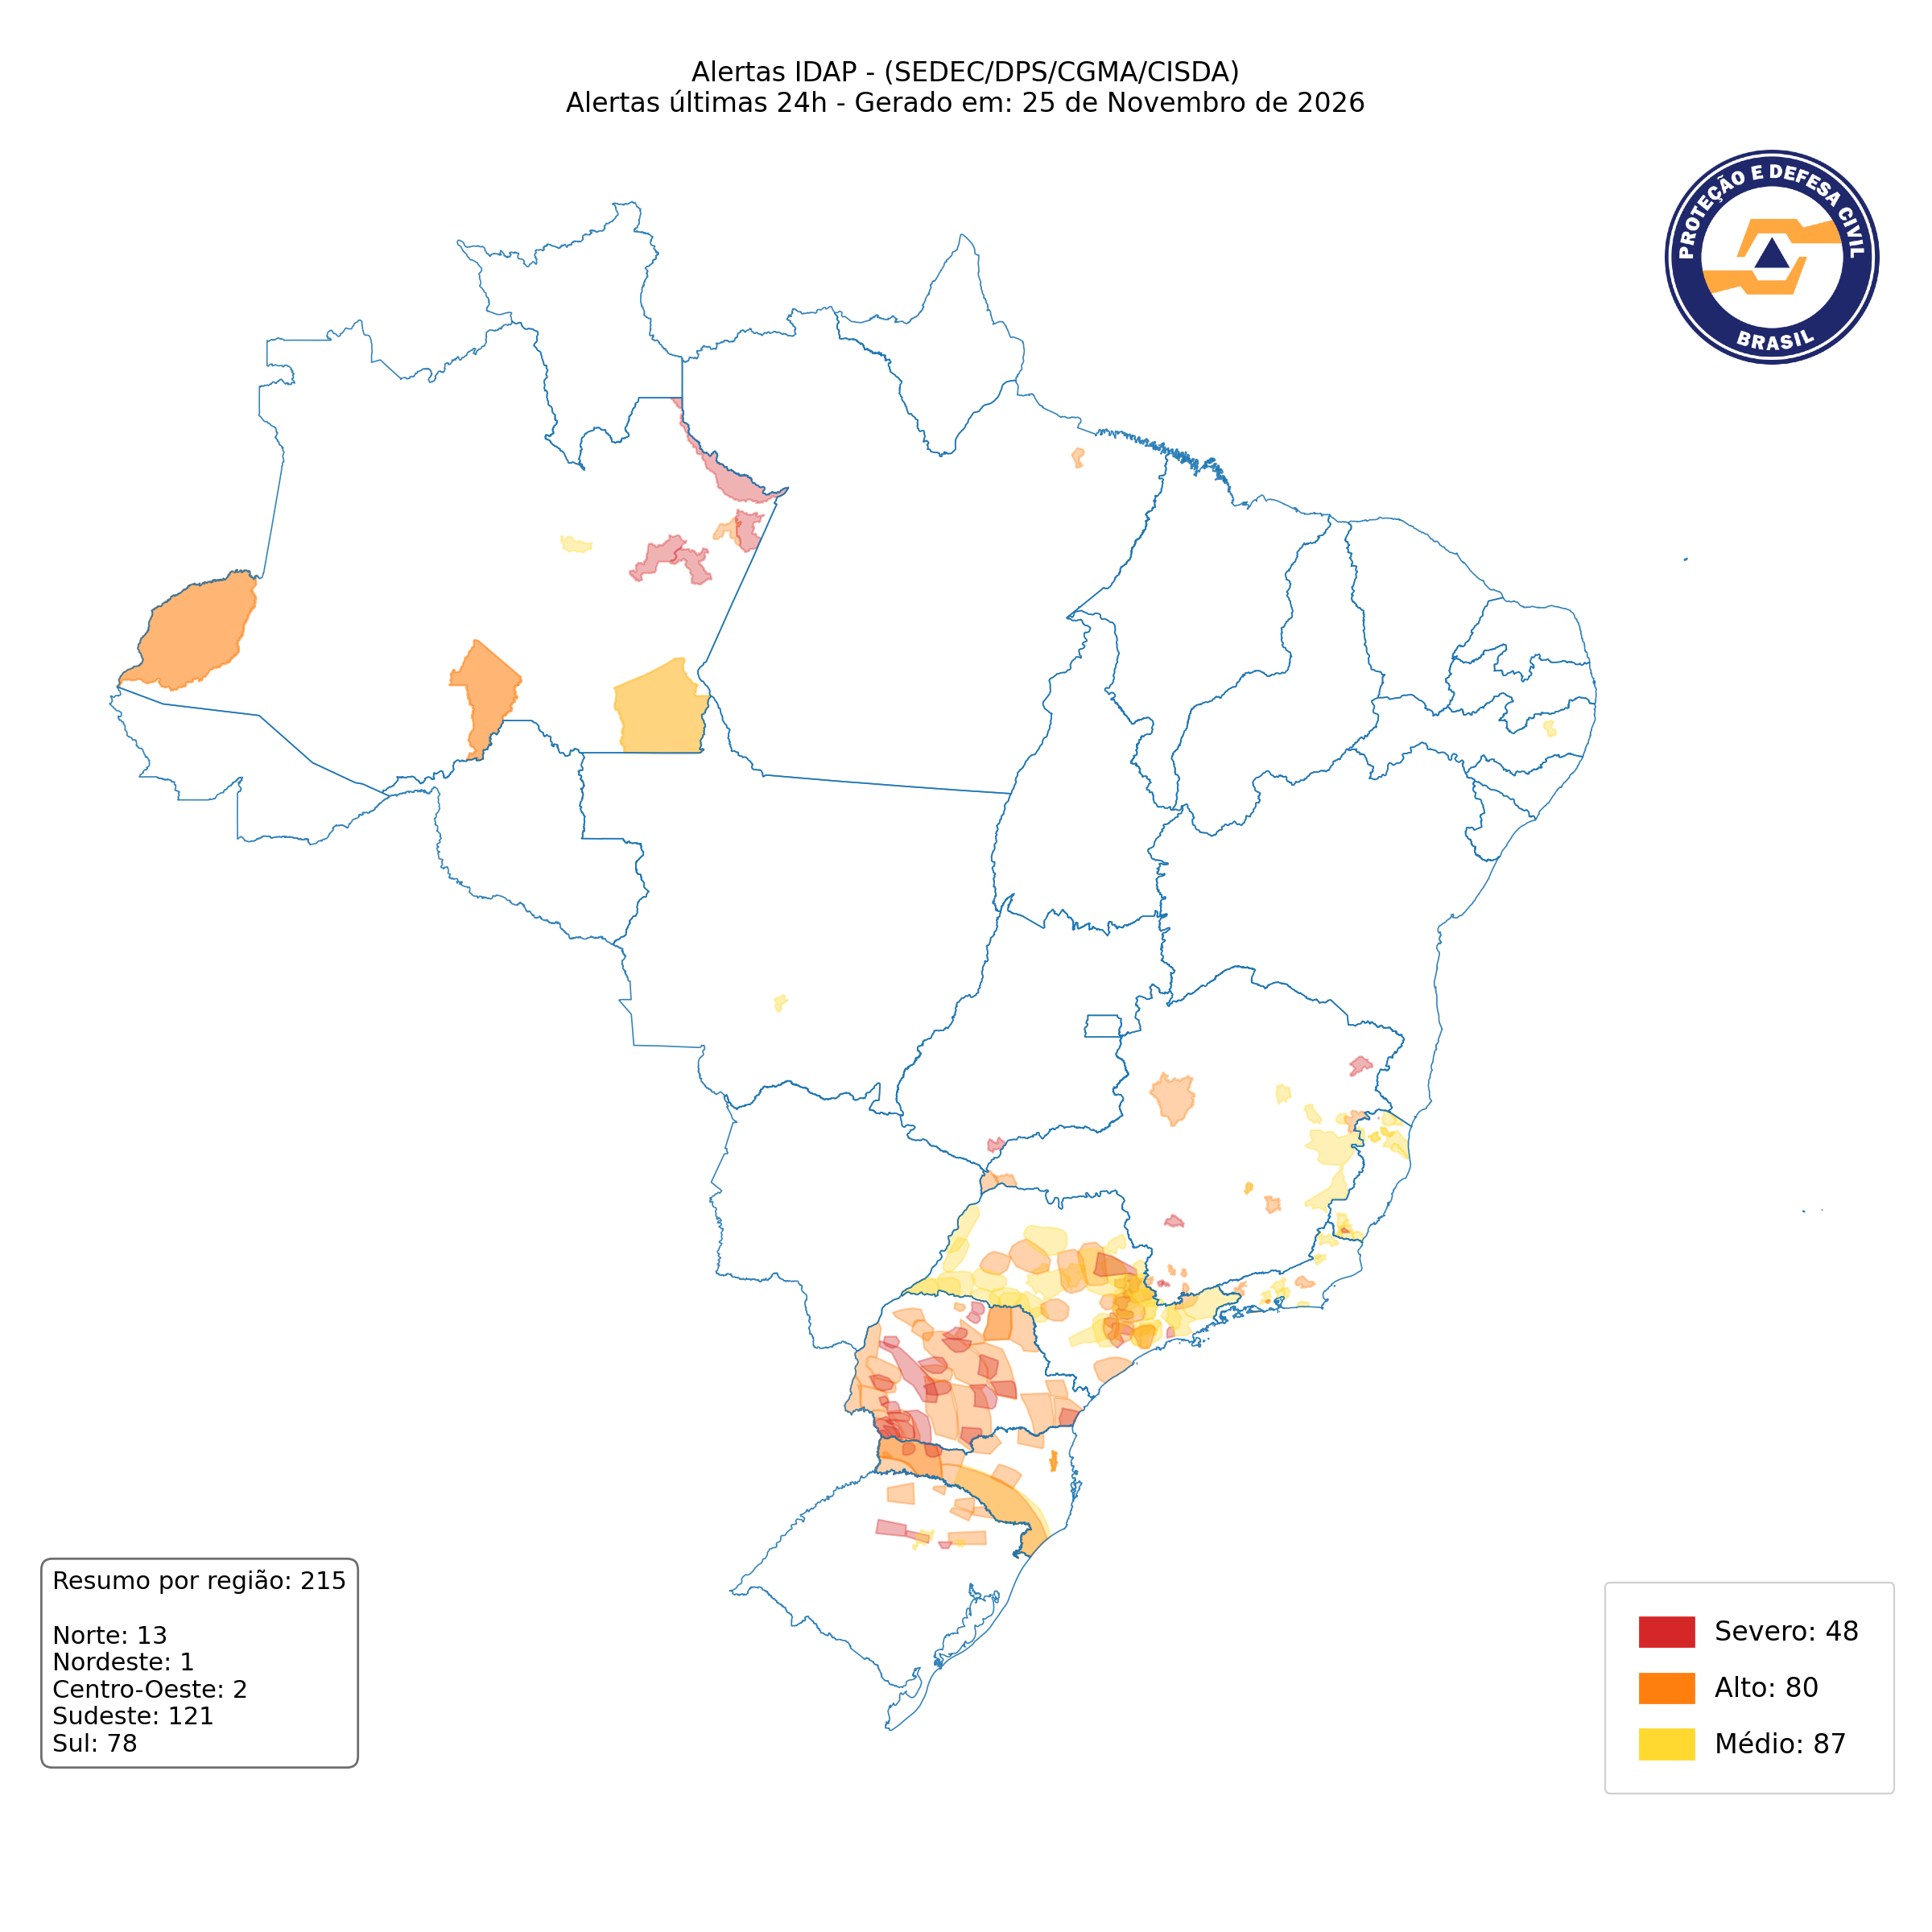 Alertas IDAP - (SEDEC/DPS/CGMA/CISDA)
Alertas últimas 24h - Gerado em: 25 de Novembro de 2026
PROTEÇÃO E DEFESA CIVIL
BRASIL
Resumo por região: 215
Norte: 13
Nordeste: 1
Centro-Oeste: 2
Sudeste: 121
Sul: 78
Severo: 48
Alto: 80
Médio: 87